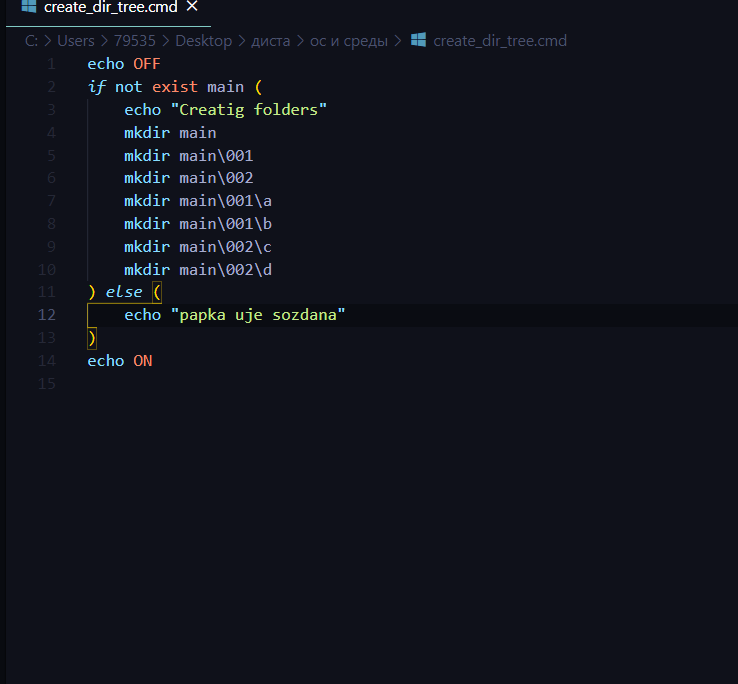 create_dir_tree.cmd ×
C: > Users > 79535 > Desktop > диста > ос и среды > create_dir_tree.cmd
1 echo OFF
2 if not exist main (
3 echo "Creatig folders"
4 mkdir main
5 mkdir main\001
6 mkdir main\002
7 mkdir main\001\a
8 mkdir main\001\b
9 mkdir main\002\c
10 mkdir main\002\d
11 ) else (
12 echo "papka uje sozdana"
13 )
14 echo ON
15